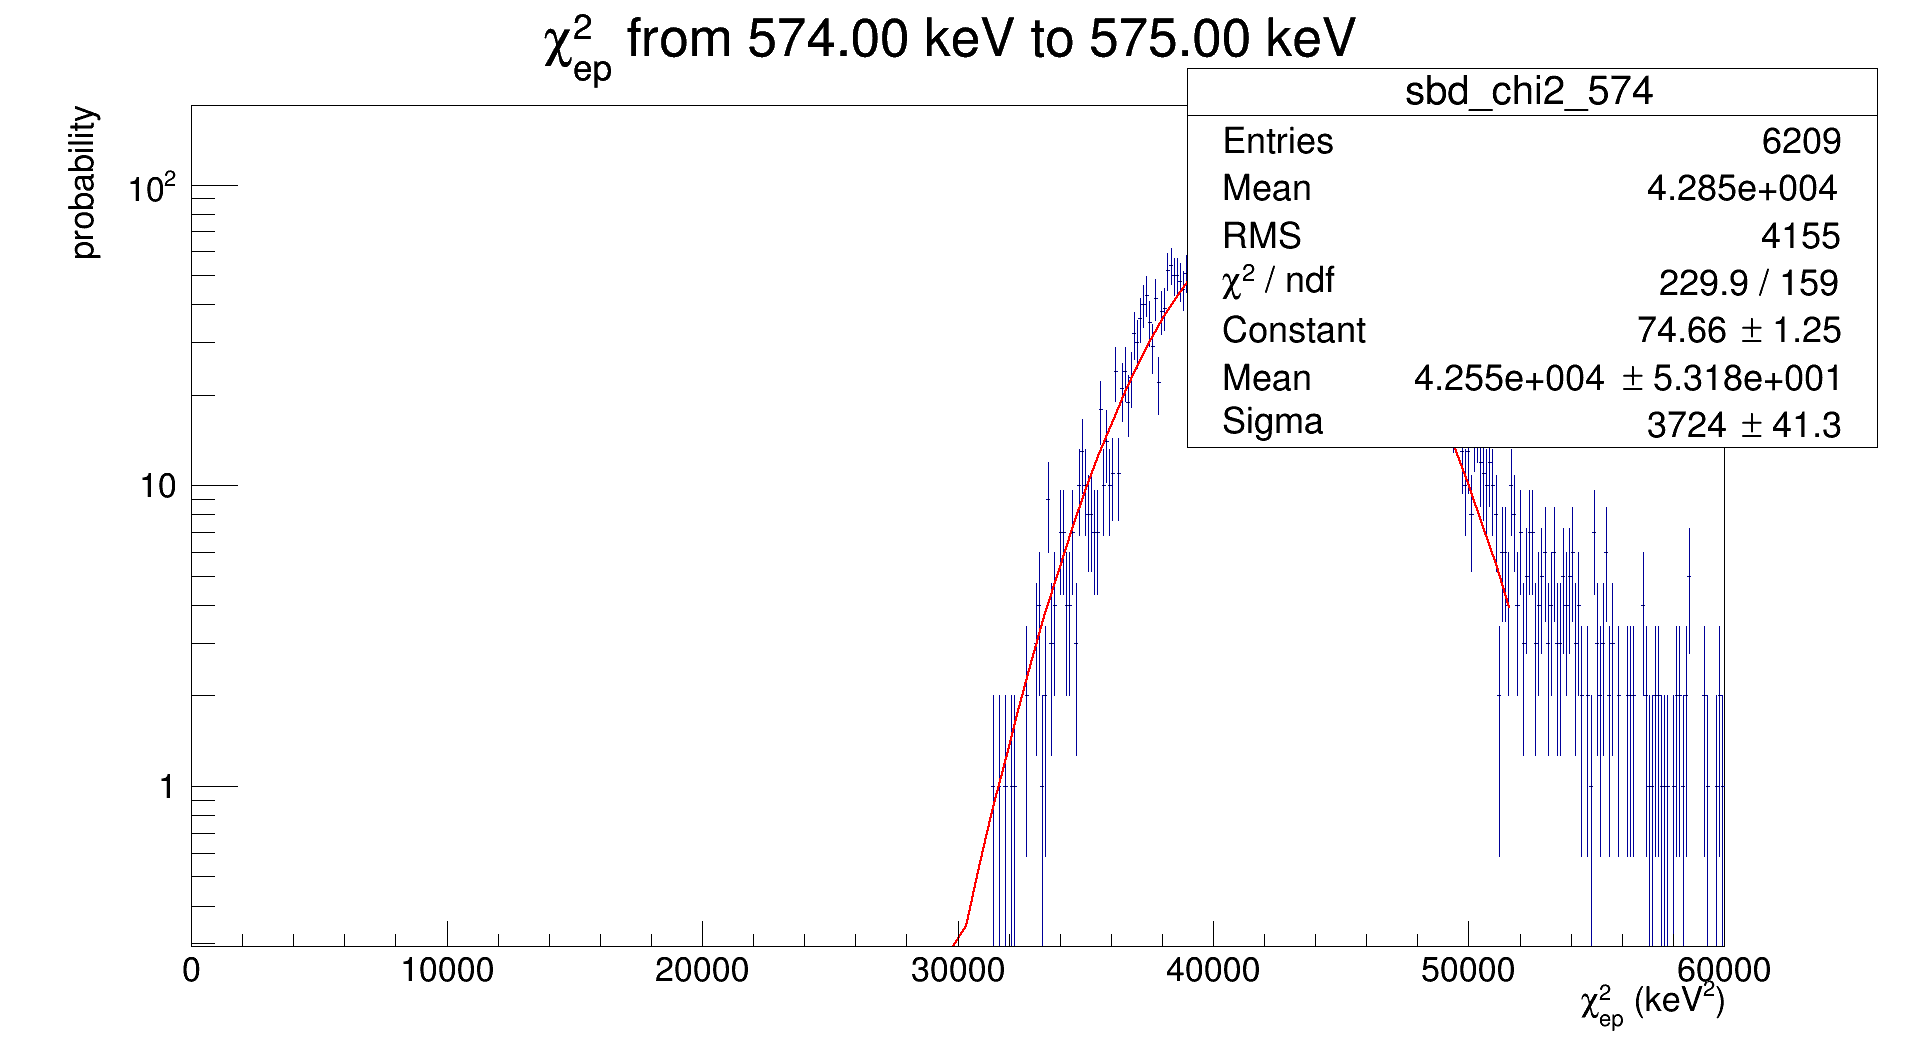 χ²ep from 574.00 keV to 575.00 keV
sbd_chi2_574
Entries 6209
Mean 4.285e+004
RMS 4155
χ² / ndf 229.9 / 159
Constant 74.66 ± 1.25
Mean 4.255e+004 ± 5.318e+001
Sigma 3724 ± 41.3
probability
10²
10
1
0 10000 20000 30000 40000 50000 60000
χ²ep (keV²)